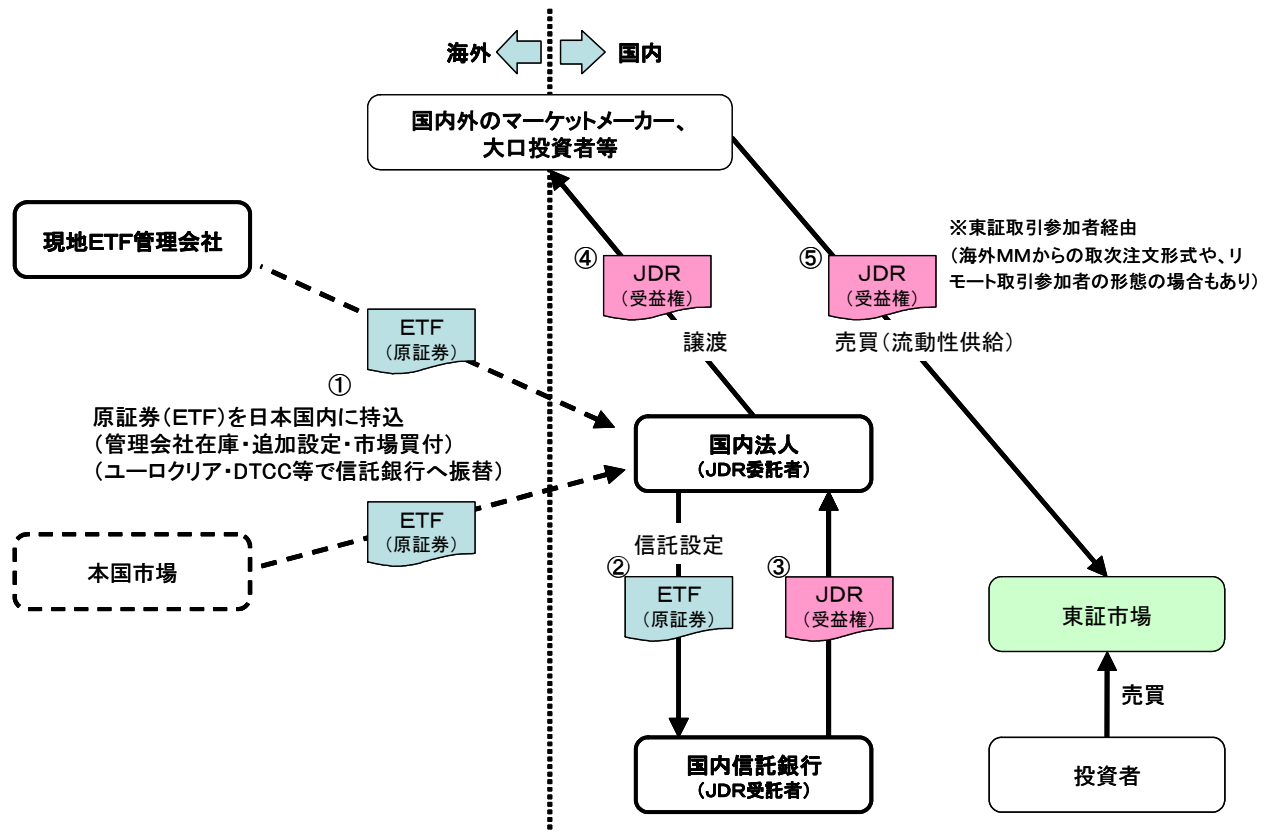 海外
国内
国内外のマーケットメーカー、
大口投資者等
現地ETF管理会社
※東証取引参加者経由
(海外MMからの取次注文形式や、リ
モート取引参加者の形態の場合もあり)
④
JDR
(受益権)
⑤
JDR
(受益権)
ETF
(原証券)
譲渡
売買(流動性供給)
①
原証券(ETF)を日本国内に持込
(管理会社在庫・追加設定・市場買付)
(ユーロクリア・DTCC等で信託銀行へ振替)
国内法人
(JDR委託者)
ETF
(原証券)
本国市場
信託設定
②
ETF
(原証券)
③
JDR
(受益権)
東証市場
売買
国内信託銀行
(JDR受託者)
投資者